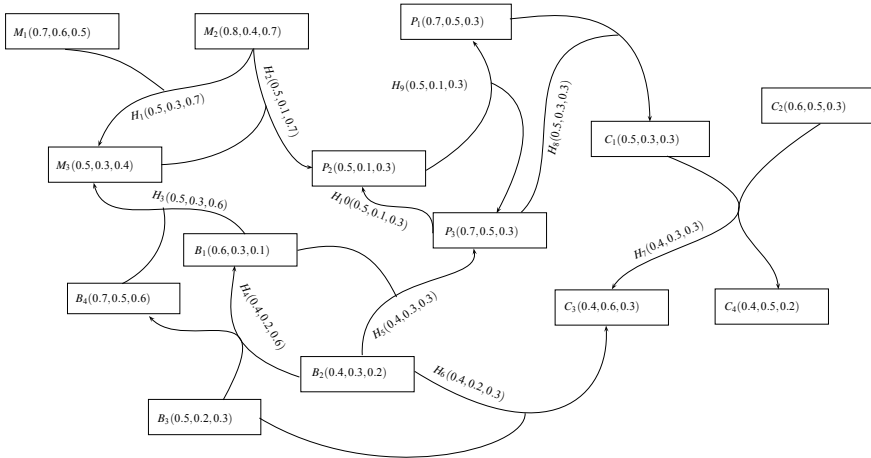 M₁(0.7,0.6,0.5)
M₂(0.8,0.4,0.7)
P₁(0.7,0.5,0.3)
H₁(0.5,0.3,0.7)
H₂(0.5,0.1,0.7)
H₉(0.5,0.1,0.3)
H₈(0.5,0.3,0.3)
C₂(0.6,0.5,0.3)
C₁(0.5,0.3,0.3)
M₃(0.5,0.3,0.4)
P₂(0.5,0.1,0.3)
H₃(0.5,0.3,0.6)
H₁0(0.5,0.1,0.3)
P₃(0.7,0.5,0.3)
H₇(0.4,0.3,0.3)
B₁(0.6,0.3,0.1)
B₄(0.7,0.5,0.6)
H₄(0.4,0.2,0.6)
H₅(0.4,0.3,0.3)
C₃(0.4,0.6,0.3)
C₄(0.4,0.5,0.2)
B₂(0.4,0.3,0.2)
H₆(0.4,0.2,0.3)
B₃(0.5,0.2,0.3)